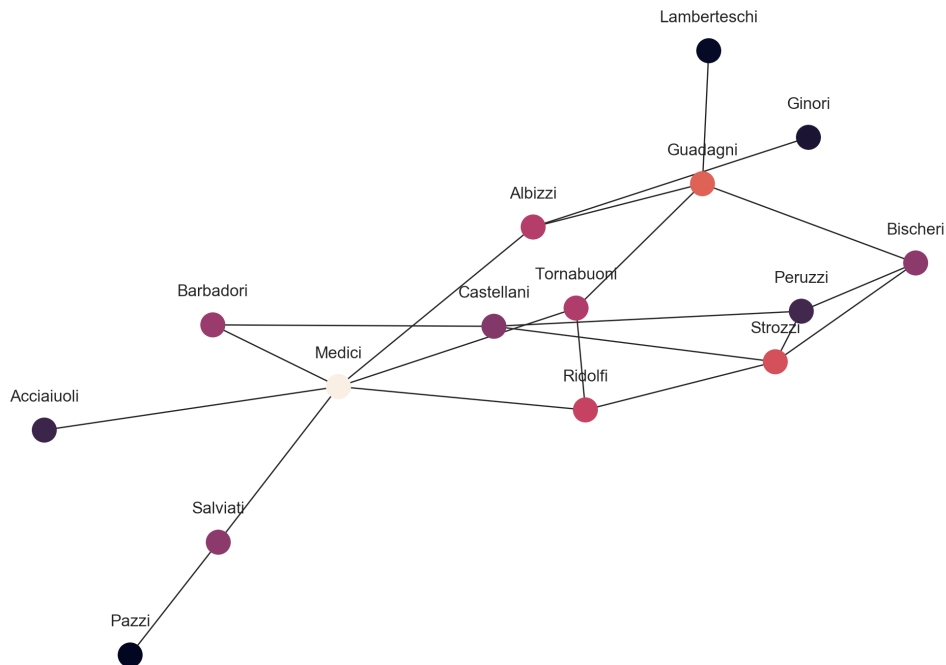 Lamberteschi
Ginori
Guadagni
Albizzi
Bischeri
Tornabuoni
Peruzzi
Barbadori
Castellani
Strozzi
Medici
Ridolfi
Acciaiuoli
Salviati
Pazzi